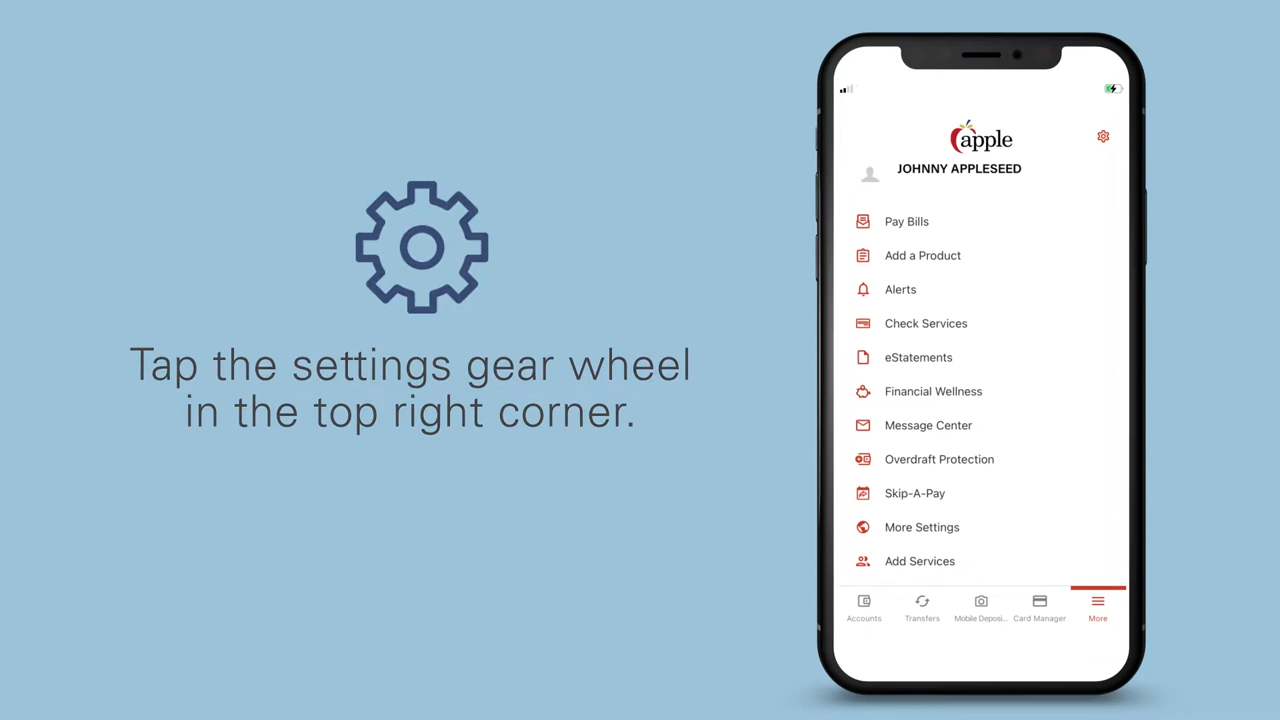 Tap the settings gear wheel
in the top right corner.
apple
JOHNNY APPLESEED
Pay Bills
Add a Product
Alerts
Check Services
eStatements
Financial Wellness
Message Center
Overdraft Protection
Skip-A-Pay
More Settings
Add Services
Accounts
Transfers
Mobile Deposi...
Card Manager
More